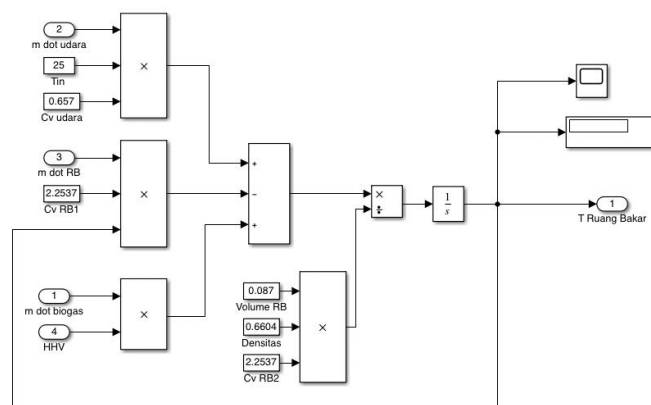 2
m dot udara
25
Tin
0.657
Cv udara
×
3
m dot RB
2.2537
Cv RB1
×
1
m dot biogas
4
HHV
×
+
−
+
0.087
Volume RB
0.6604
Densitas
2.2537
Cv RB2
×
×
÷
1
s
1
T Ruang Bakar